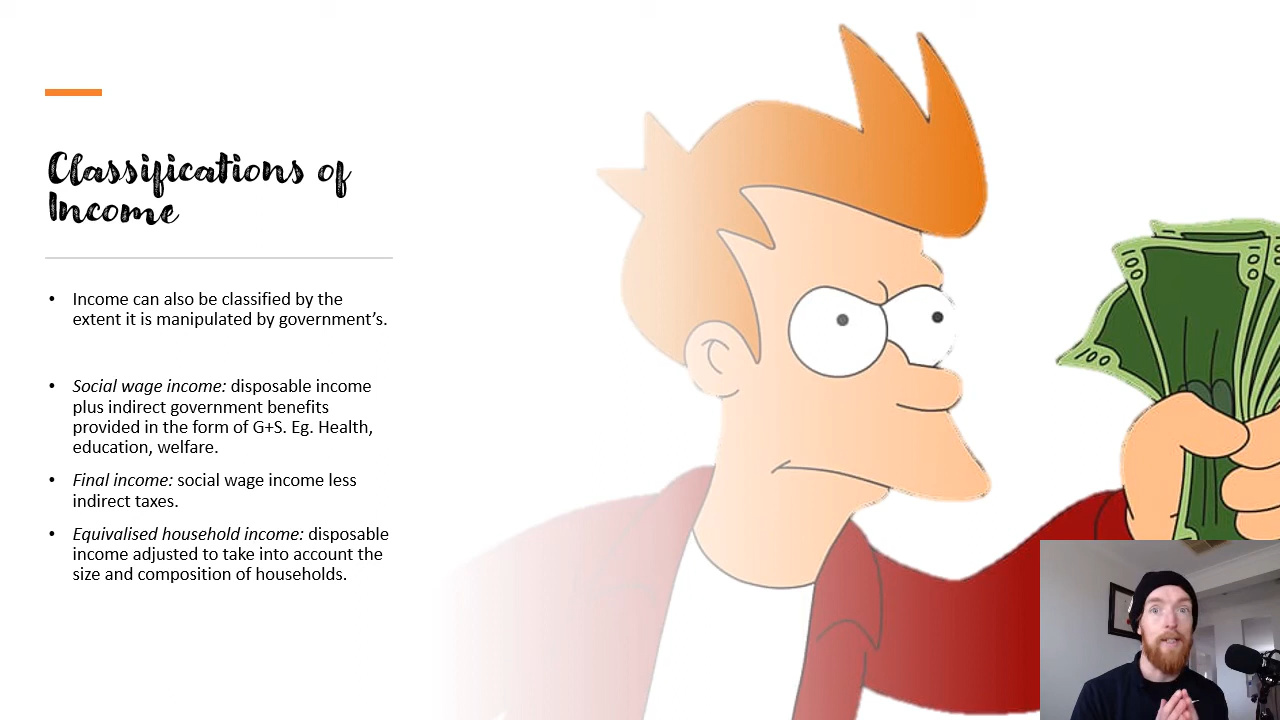 Classifications of
Income
• Income can also be classified by the
extent it is manipulated by government's.
• Social wage income: disposable income
plus indirect government benefits
provided in the form of G+S. Eg. Health,
education, welfare.
• Final income: social wage income less
indirect taxes.
• Equivalised household income: disposable
income adjusted to take into account the
size and composition of households.
100